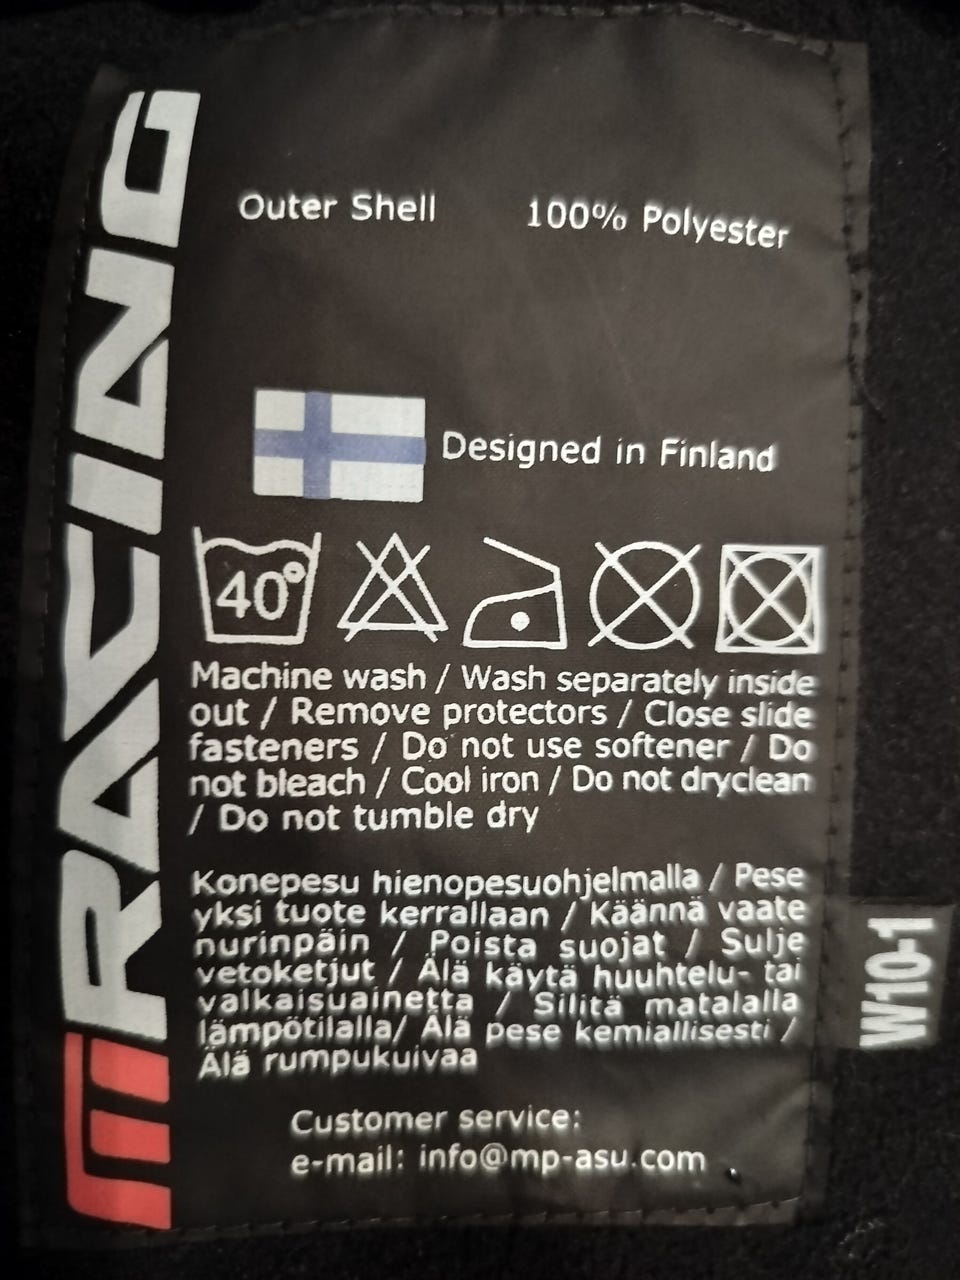 RACING
Outer Shell 100% Polyester
Designed in Finland
40°
Machine wash / Wash separately inside
out / Remove protectors / Close slide
fasteners / Do not use softener / Do
not bleach / Cool iron / Do not dryclean
/ Do not tumble dry
Konepesu hienopesuohjelmalla / Pese
yksi tuote kerrallaan / Käännä vaate
nurinpäin / Poista suojat / Sulje
vetoketjut / Älä käytä huuhtelu- tai
valkaisuainetta / Silitä matalalla
lämpötilalla/ Älä pese kemiallisesti /
Älä rumpukuivaa
Customer service:
e-mail: info@mp-asu.com
W10-1